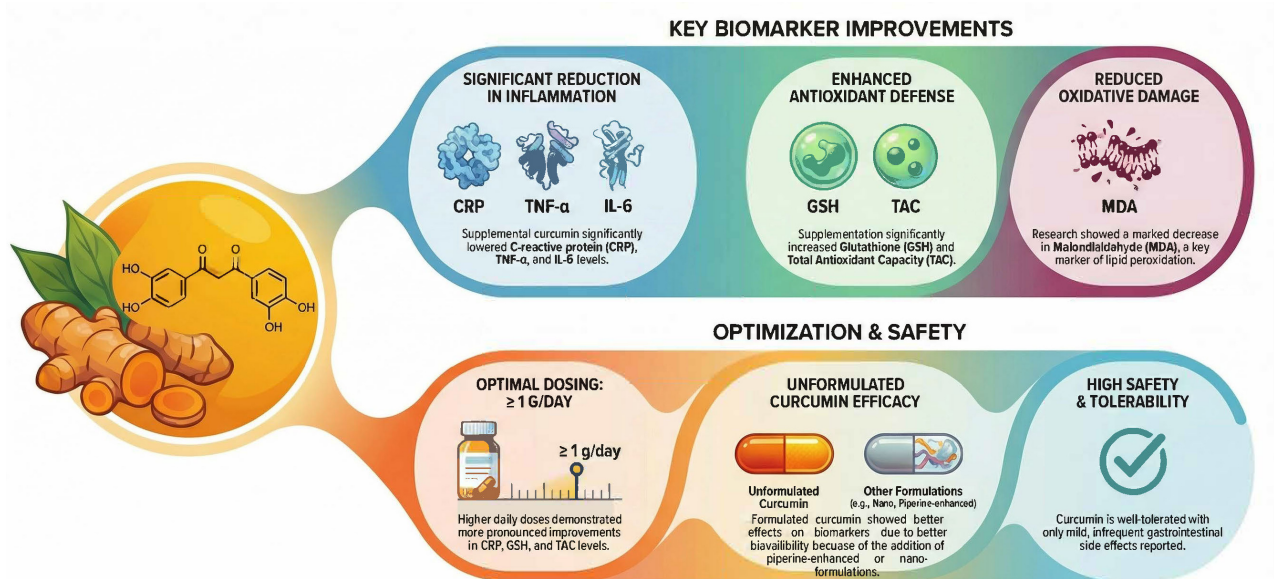 KEY BIOMARKER IMPROVEMENTS
SIGNIFICANT REDUCTION
IN INFLAMMATION
CRP
TNF-α
IL-6
Supplemental curcumin significantly
lowered C-reactive protein (CRP),
TNF-α, and IL-6 levels.
ENHANCED
ANTIOXIDANT DEFENSE
GSH
TAC
Supplementation significantly
increased Glutathione (GSH) and
Total Antioxidant Capacity (TAC).
REDUCED
OXIDATIVE DAMAGE
MDA
Research showed a marked decrease
in Malondlaldahyde (MDA), a key
marker of lipid peroxidation.
O
O
HO
HO
OH
OH
OPTIMIZATION & SAFETY
OPTIMAL DOSING:
≥ 1 G/DAY
≥ 1 g/day
Higher daily doses demonstrated
more pronounced improvements
in CRP, GSH, and TAC levels.
UNFORMULATED
CURCUMIN EFFICACY
Unformulated
Curcumin
Other Formulations
(e.g., Nano, Piperine-enhanced)
Formulated curcumin showed better
effects on biomarkers due to better
biavailibility becuase of the addition of
piperine-enhanced or nano-
formulations.
HIGH SAFETY
& TOLERABILITY
Curcumin is well-tolerated with
only mild, infrequent gastrointestinal
side effects reported.